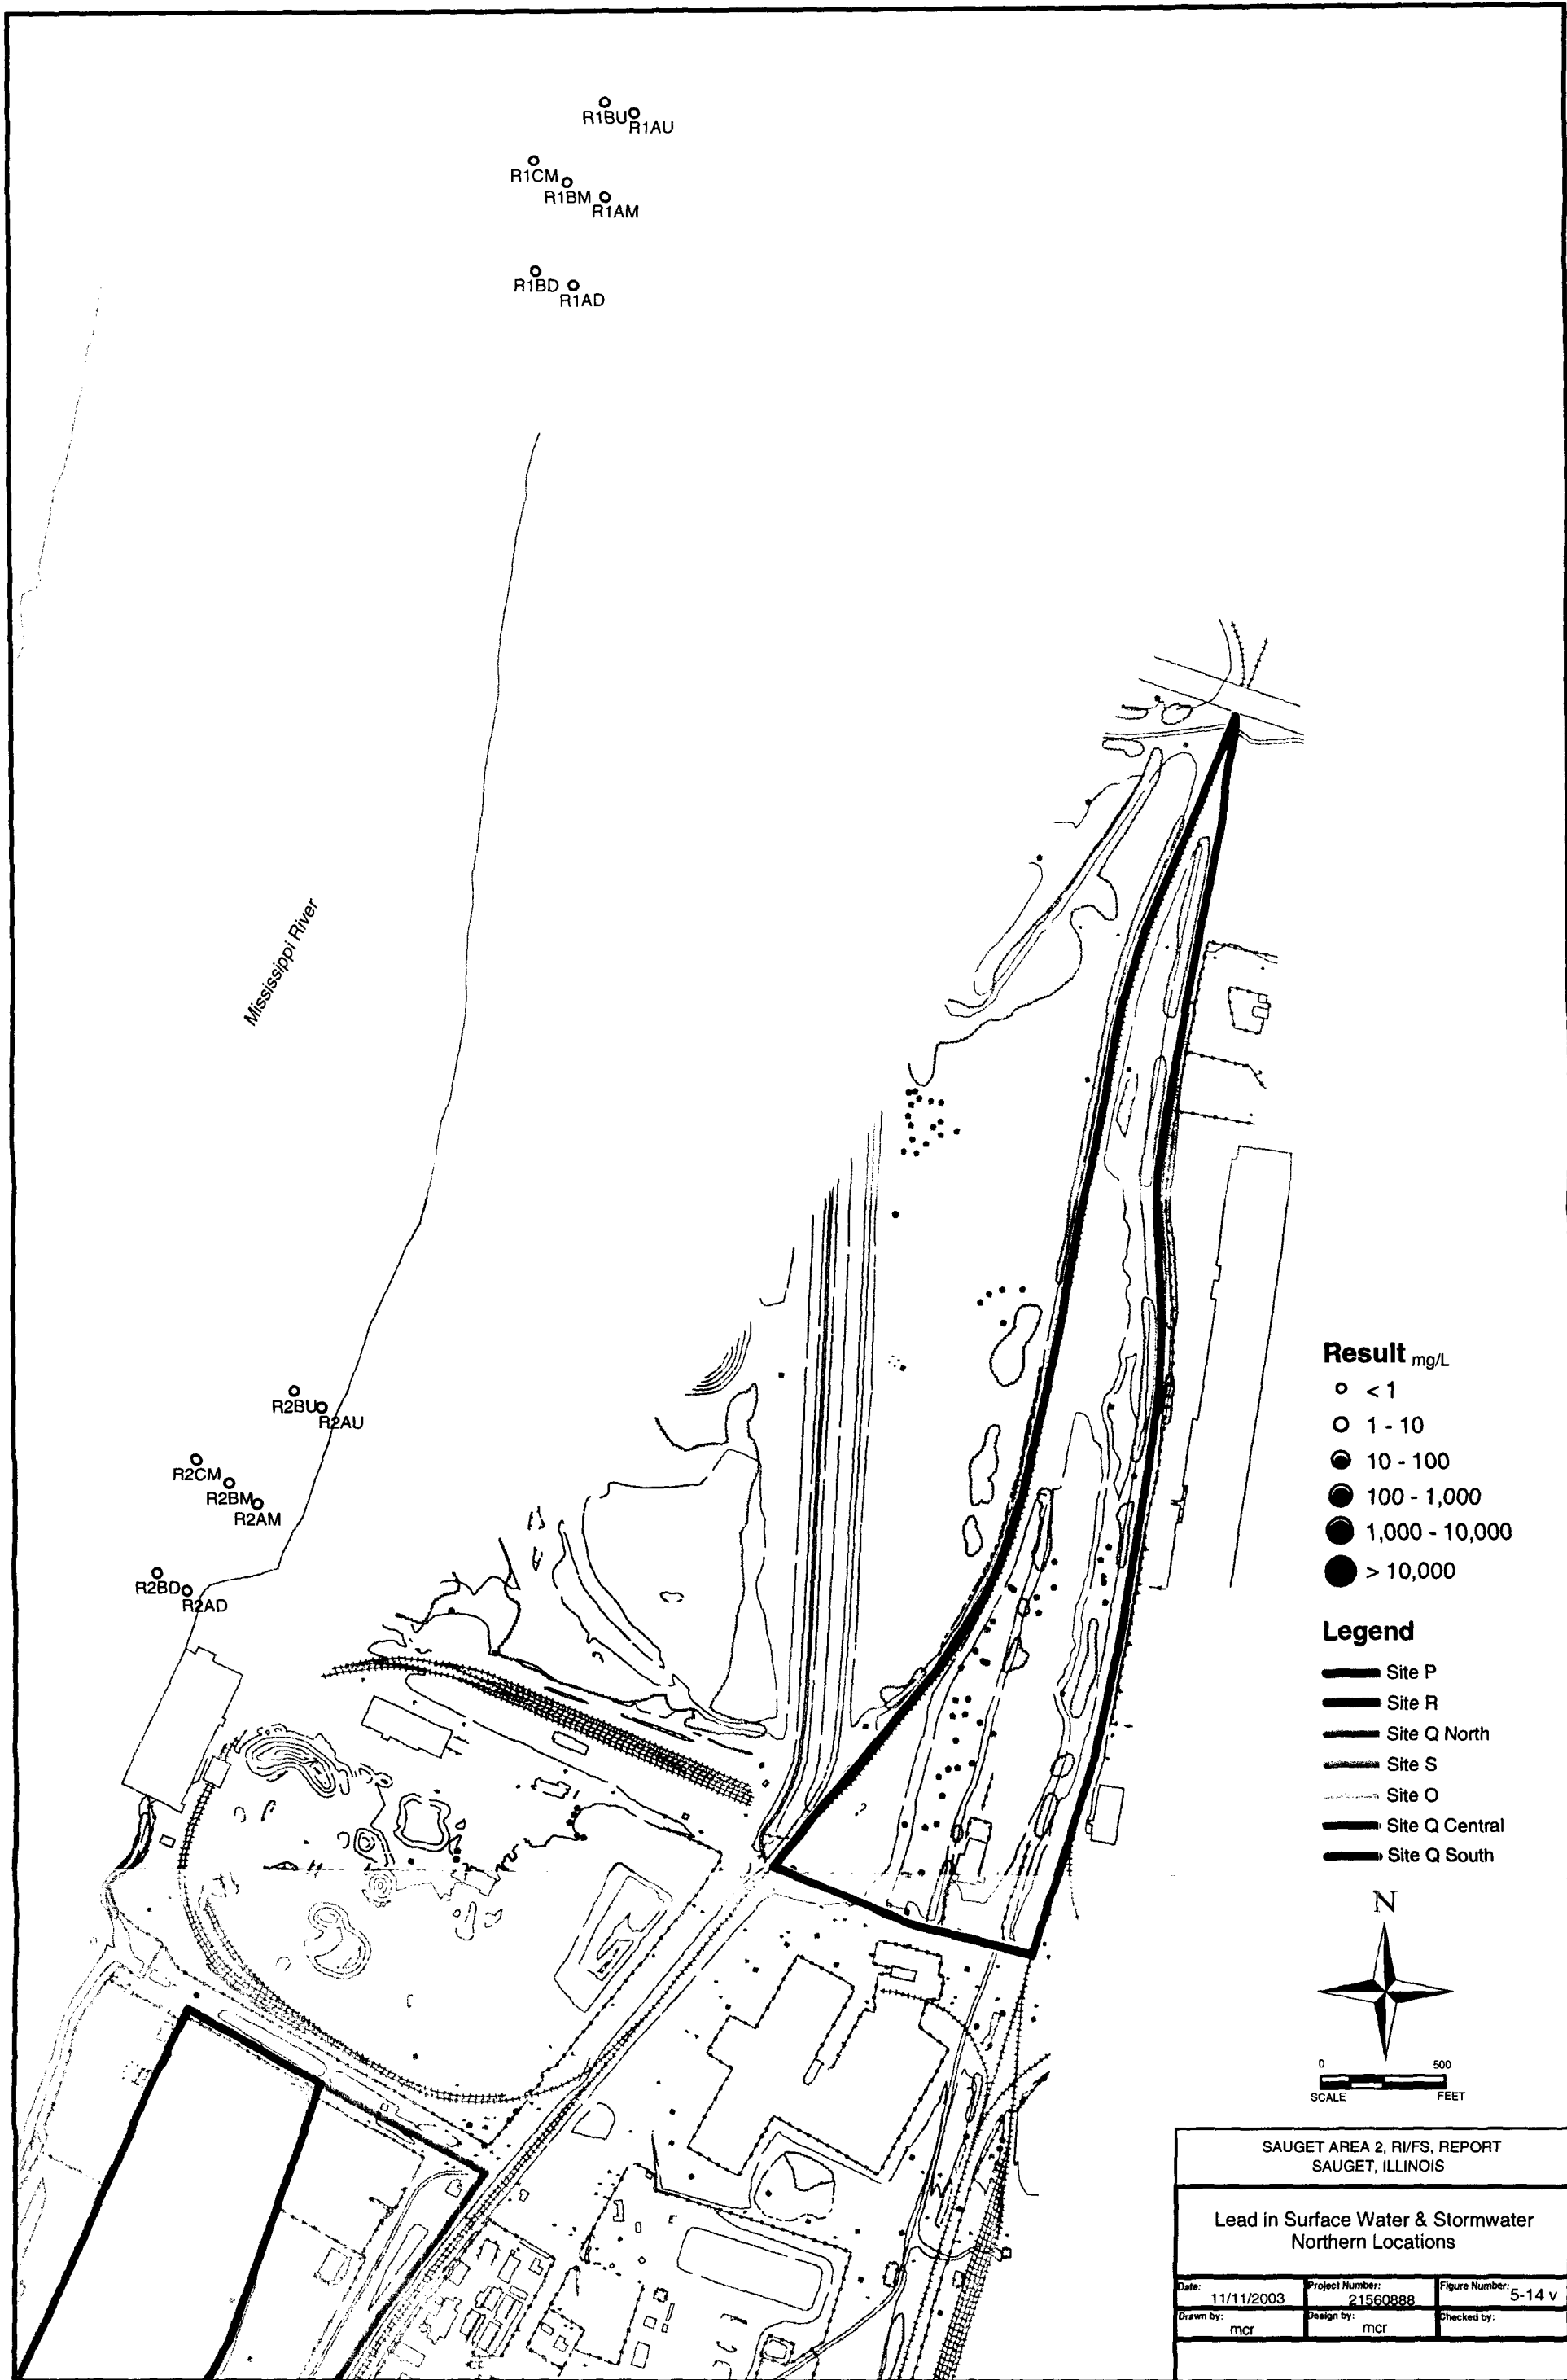 R1BU
R1AU
R1CM
R1BM
R1AM
R1BD
R1AD
Mississippi River
R2BU
R2AU
R2CM
R2BM
R2AM
R2BD
R2AD
Result mg/L
< 1
1 - 10
10 - 100
100 - 1,000
1,000 - 10,000
> 10,000
Legend
Site P
Site R
Site Q North
Site S
Site O
Site Q Central
Site Q South
N
0 500
SCALE FEET
SAUGET AREA 2, RI/FS, REPORT
SAUGET, ILLINOIS
Lead in Surface Water & Stormwater
Northern Locations
Date: 11/11/2003
Project Number: 21560888
Figure Number: 5-14 v
Drawn by: mcr
Design by: mcr
Checked by: